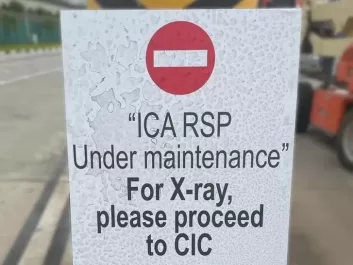 “ICA RSP
Under maintenance”
For X-ray,
please proceed
to CIC